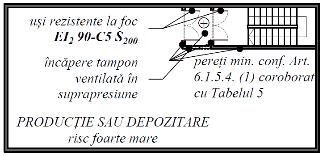 uși rezistente la foc
EI₂ 90-C5 S₂₀₀
încăpere tampon
ventilată în
suprapresiune
pereți min. conf. Art.
6.1.5.4. (1) coroborat
cu Tabelul 5
PRODUCȚIE SAU DEPOZITARE
risc foarte mare